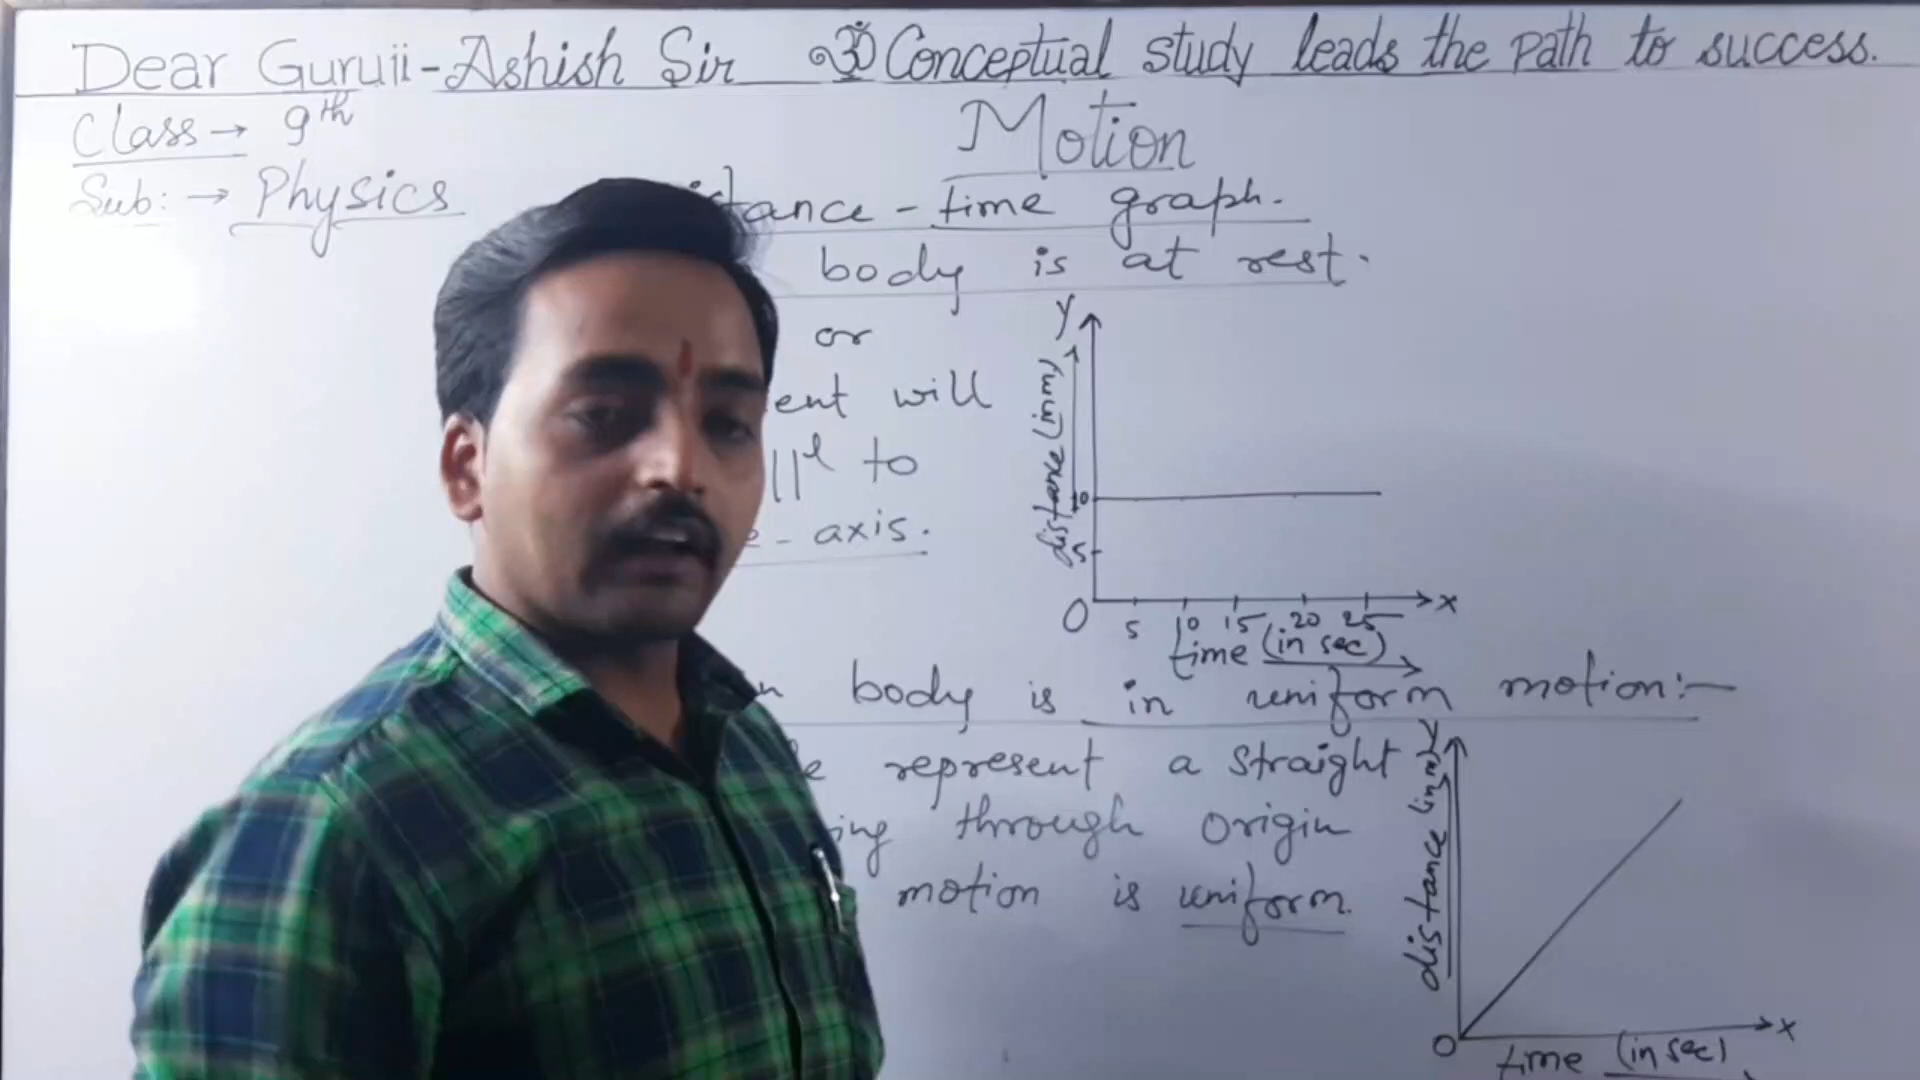 Dear Guruji - Ashish Sir ॐ Conceptual study leads the path to success.
Class → 9th
Motion
Sub: → Physics
istance - time graph.
body is at rest.
or
ent will
||l to
e - axis.
Y
distance (in m)
10
5
O
5 10 15 20 25
X
time (in sec)
n body is in uniform motion :-
e represent a straight
ing through origin
motion is uniform.
Y
distance (in m)
O
X
time (in sec)